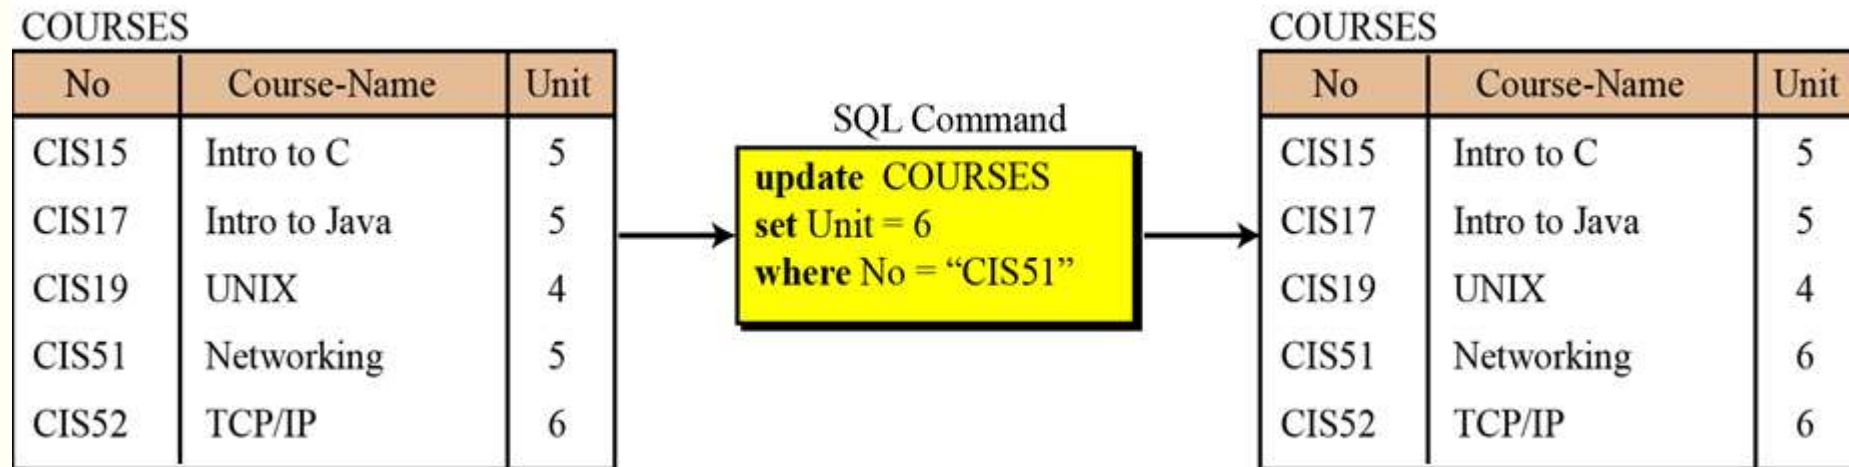 COURSES
No Course-Name Unit
CIS15 Intro to C 5
CIS17 Intro to Java 5
CIS19 UNIX 4
CIS51 Networking 5
CIS52 TCP/IP 6
SQL Command
update COURSES
set Unit = 6
where No = “CIS51”
COURSES
No Course-Name Unit
CIS15 Intro to C 5
CIS17 Intro to Java 5
CIS19 UNIX 4
CIS51 Networking 6
CIS52 TCP/IP 6